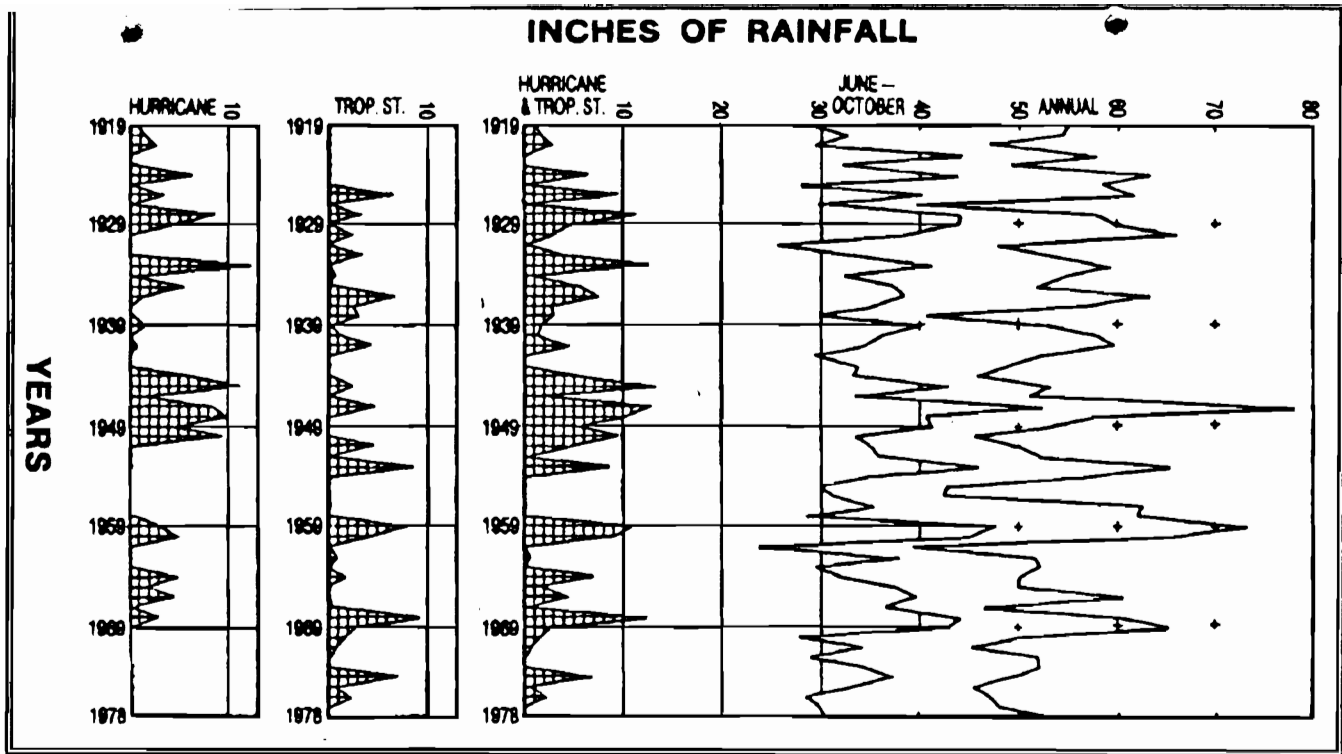 INCHES OF RAINFALL
HURRICANE 10
TROP. ST. 10
HURRICANE
& TROP. ST. 10 20 30
JUNE –
OCTOBER 40 50 ANNUAL 60 70 80
1919 1919 1919
1929 1929 1929
1939 1939 1939
1949 1949 1949
1959 1959 1959
1969 1969 1969
1978 1978 1978
YEARS